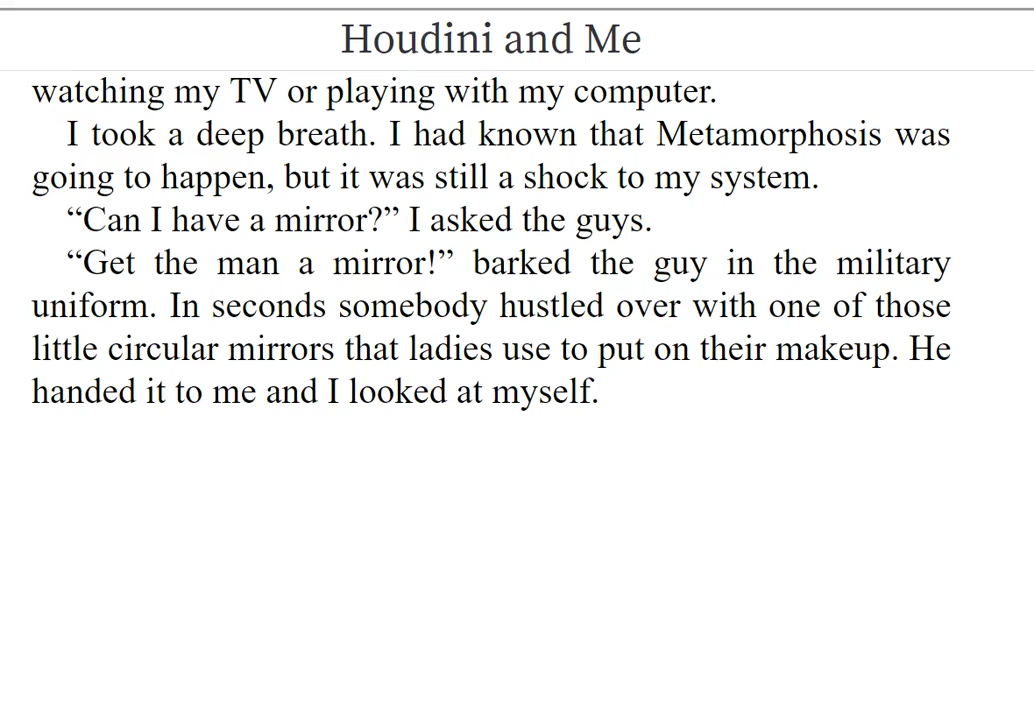 Houdini and Me
watching my TV or playing with my computer.
I took a deep breath. I had known that Metamorphosis was
going to happen, but it was still a shock to my system.
“Can I have a mirror?” I asked the guys.
“Get the man a mirror!” barked the guy in the military
uniform. In seconds somebody hustled over with one of those
little circular mirrors that ladies use to put on their makeup. He
handed it to me and I looked at myself.